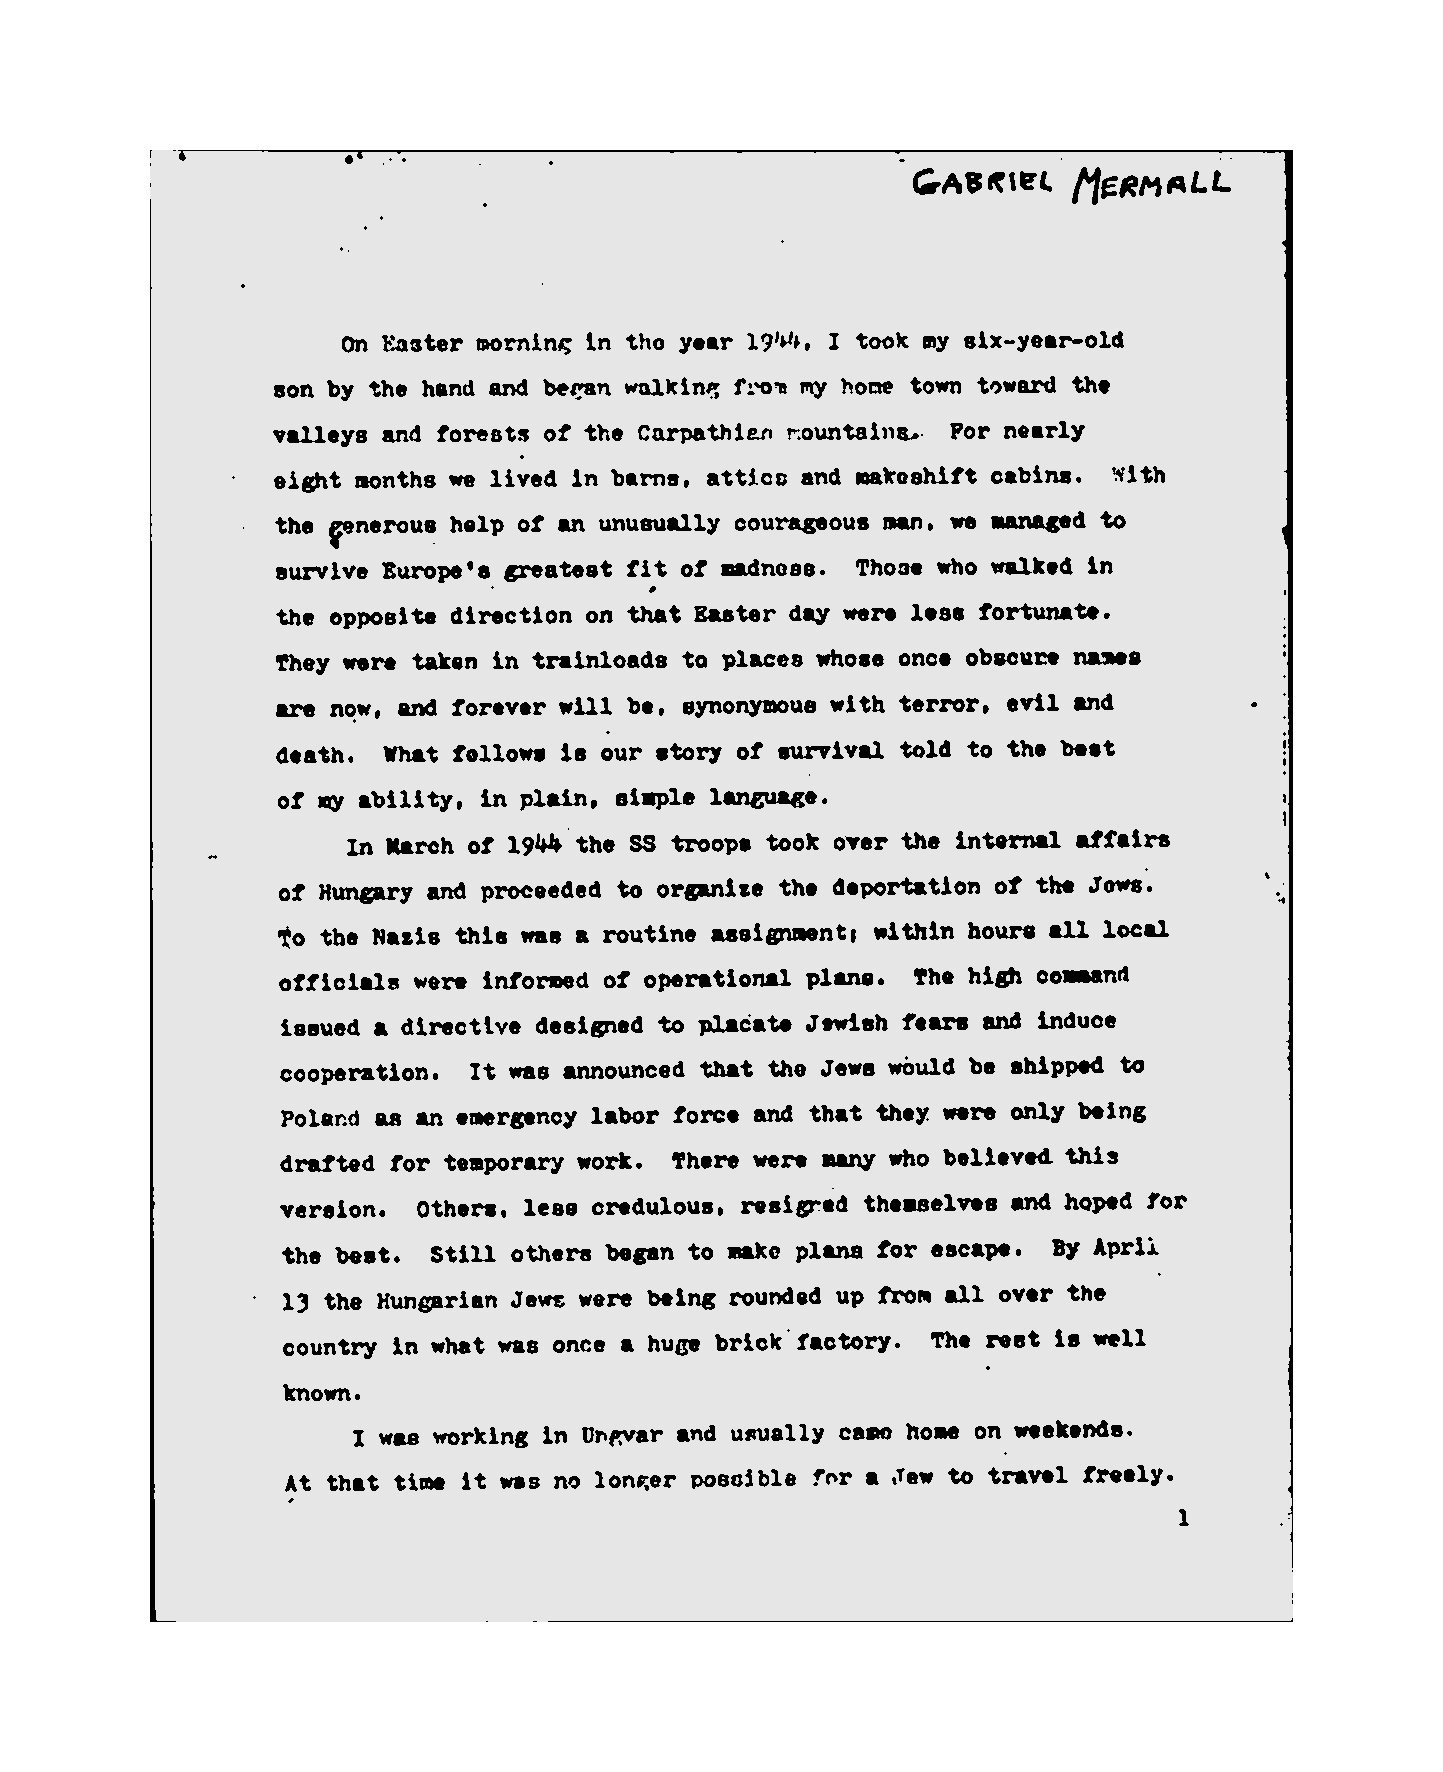 GABRIEL MERMALL
On Easter morning in the year 1944, I took my six-year-old
son by the hand and began walking from my home town toward the
valleys and forests of the Carpathian mountains. For nearly
eight months we lived in barns, attics and makeshift cabins. With
the generous help of an unusually courageous man, we managed to
survive Europe's greatest fit of madness. Those who walked in
the opposite direction on that Easter day were less fortunate.
They were taken in trainloads to places whose once obscure names
are now, and forever will be, synonymous with terror, evil and
death. What follows is our story of survival told to the best
of my ability, in plain, simple language.
In March of 1944 the SS troops took over the internal affairs
of Hungary and proceeded to organize the deportation of the Jews.
To the Nazis this was a routine assignment; within hours all local
officials were informed of operational plans. The high command
issued a directive designed to placate Jewish fears and induce
cooperation. It was announced that the Jews would be shipped to
Poland as an emergency labor force and that they were only being
drafted for temporary work. There were many who believed this
version. Others, less credulous, resigned themselves and hoped for
the best. Still others began to make plans for escape. By April
13 the Hungarian Jews were being rounded up from all over the
country in what was once a huge brick factory. The rest is well
known.
I was working in Ungvar and usually came home on weekends.
At that time it was no longer possible for a Jew to travel freely.
1